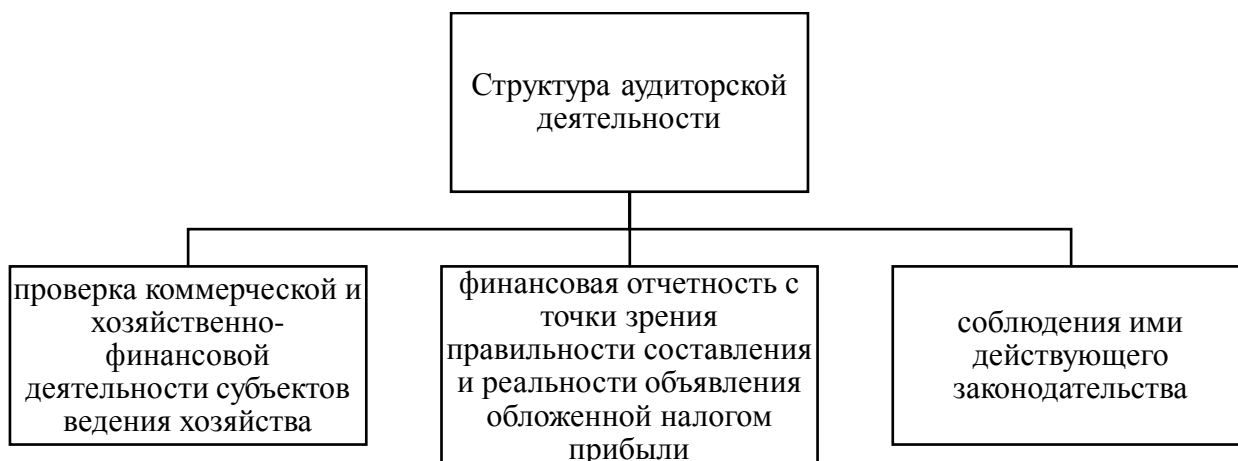 Структура аудиторской
деятельности
проверка коммерческой и
хозяйственно-
финансовой
деятельности субъектов
ведения хозяйства
финансовая отчетность с
точки зрения
правильности составления
и реальности объявления
обложенной налогом
прибыли
соблюдения ими
действующего
законодательства